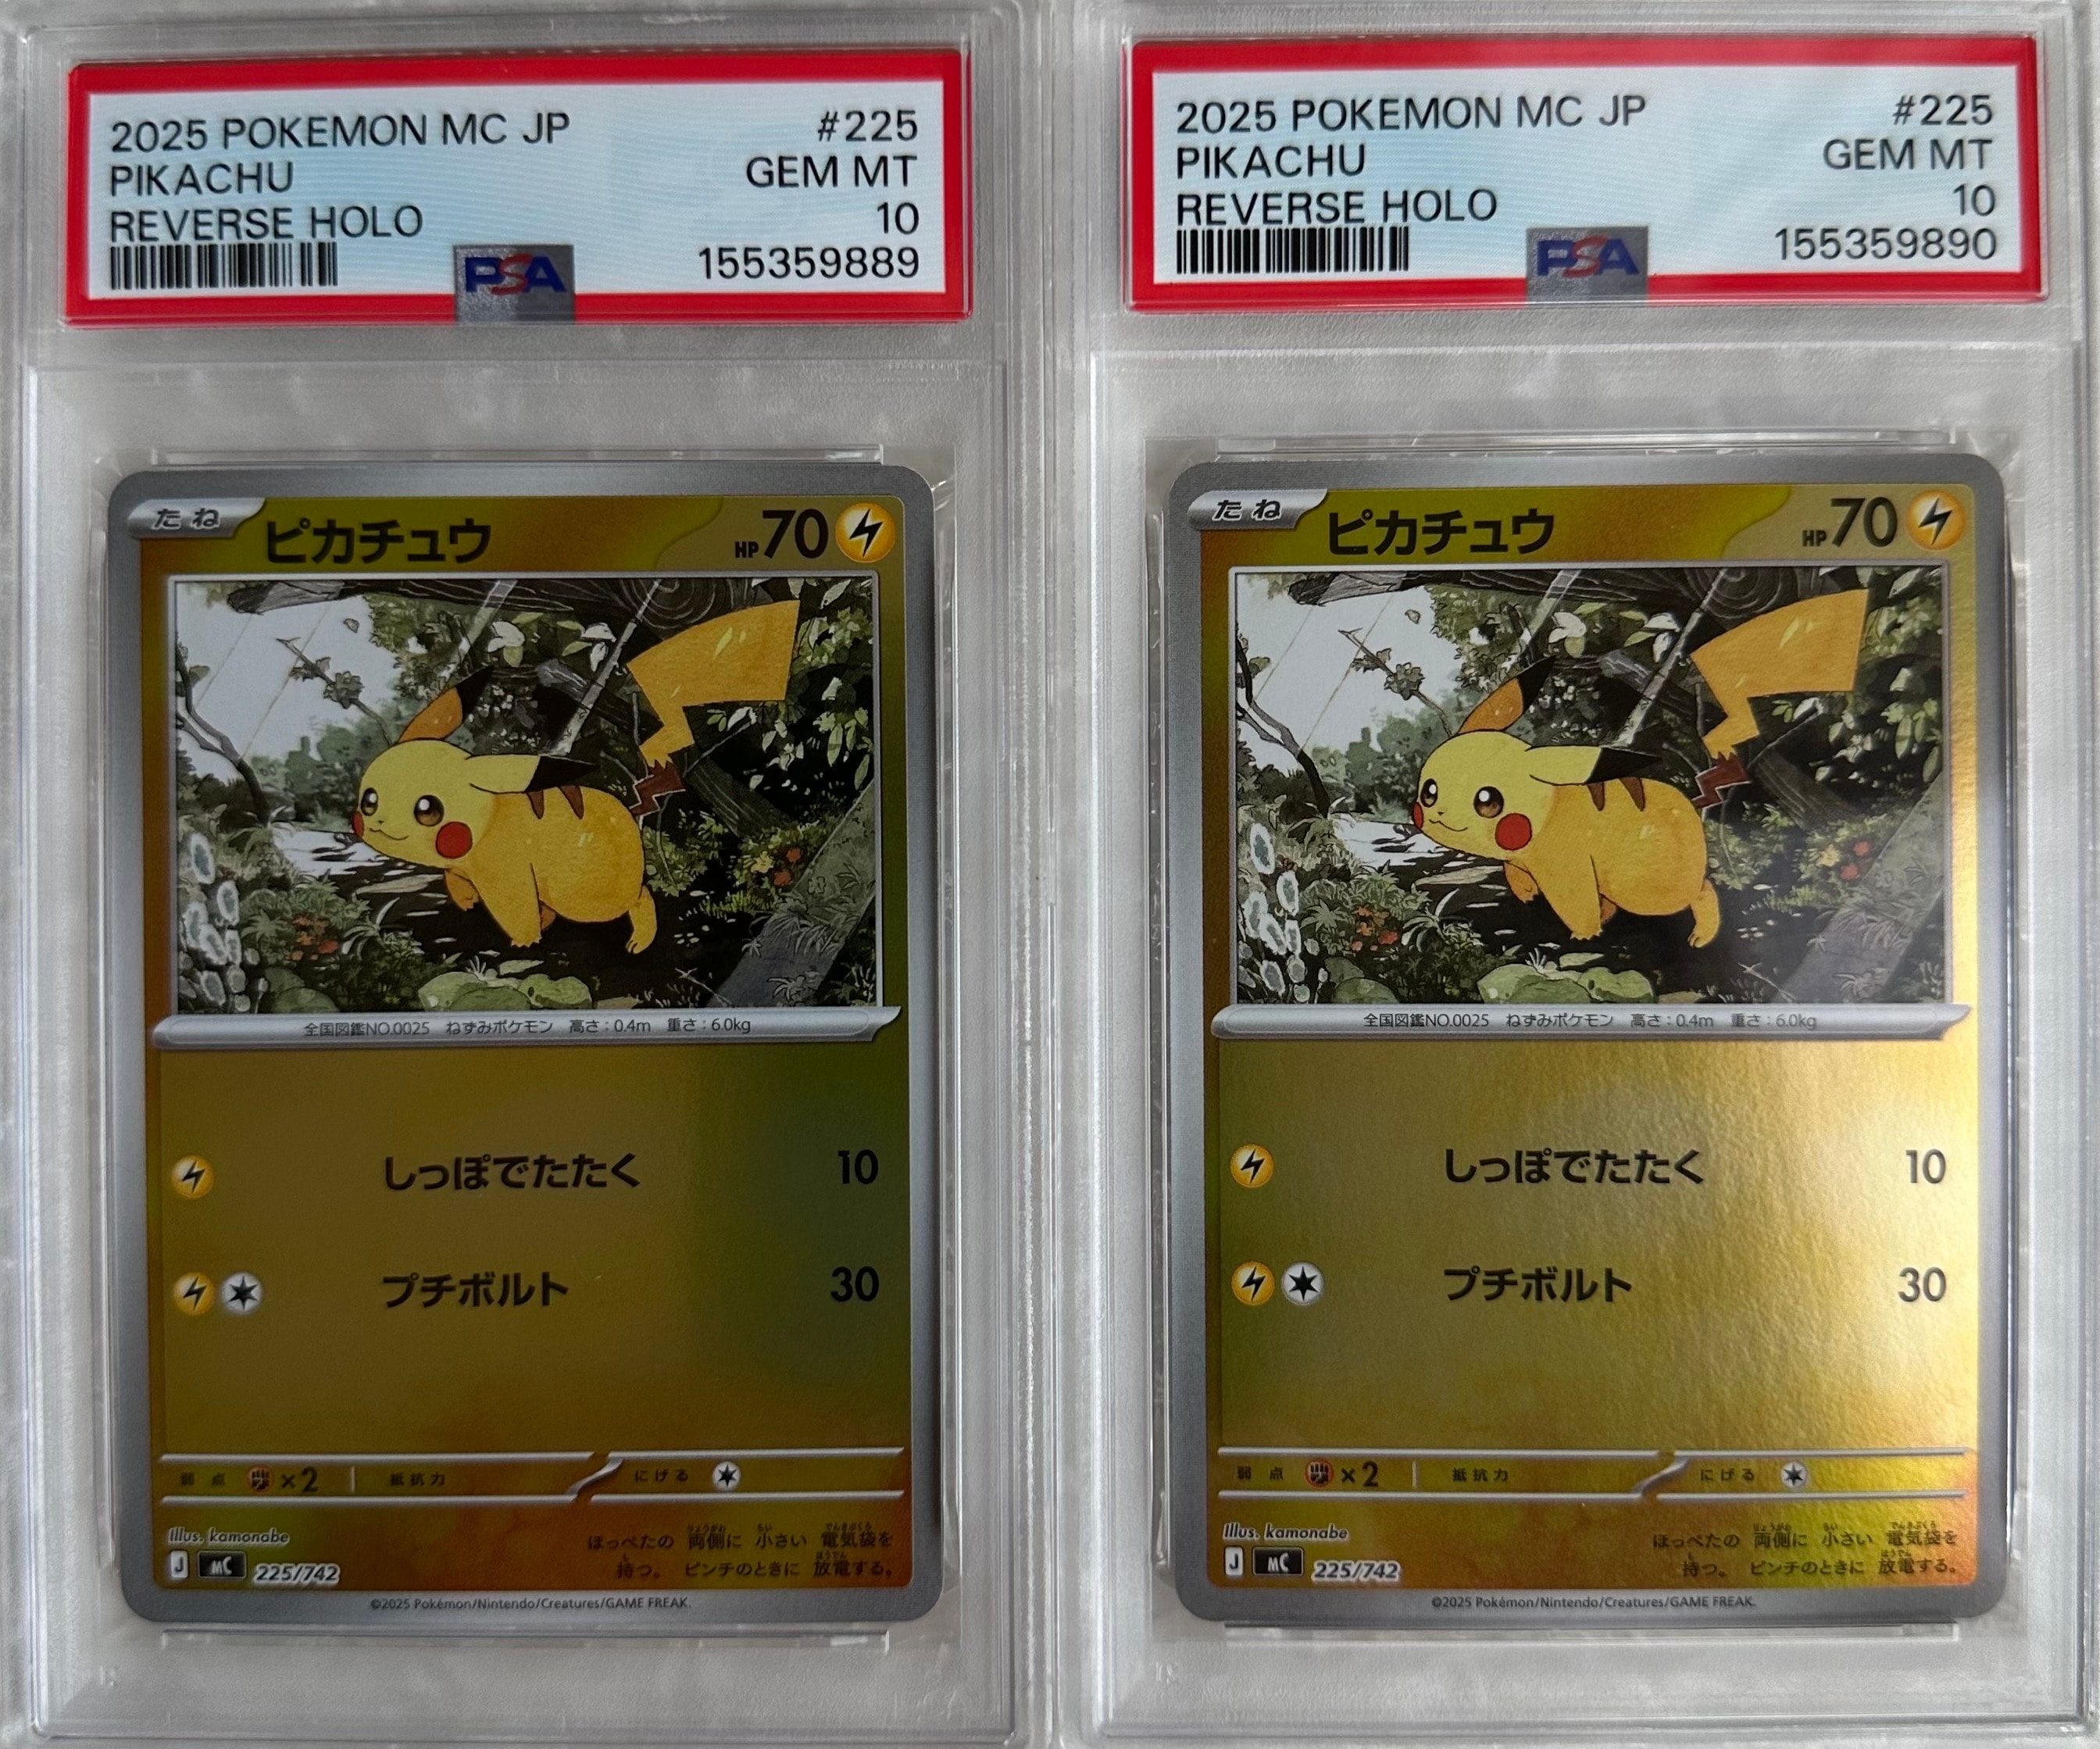 2025 POKEMON MC JP #225
PIKACHU GEM MT
REVERSE HOLO 10
PSA 155359889
たね ピカチュウ HP70
全国図鑑NO.0025 ねずみポケモン 高さ:0.4m 重さ:6.0kg
しっぽでたたく 10
プチボルト 30
弱点 ×2 抵抗力 にげる
Illus. kamonabe
ほっぺたの両側に小さい電気袋を
持つ。ピンチのときに放電する。
J MC 225/742
©2025 Pokémon/Nintendo/Creatures/GAME FREAK.
2025 POKEMON MC JP #225
PIKACHU GEM MT
REVERSE HOLO 10
PSA 155359890
たね ピカチュウ HP70
全国図鑑NO.0025 ねずみポケモン 高さ:0.4m 重さ:6.0kg
しっぽでたたく 10
プチボルト 30
弱点 ×2 抵抗力 にげる
Illus. kamonabe
ほっぺたの両側に小さい電気袋を
持つ。ピンチのときに放電する。
J MC 225/742
©2025 Pokémon/Nintendo/Creatures/GAME FREAK.